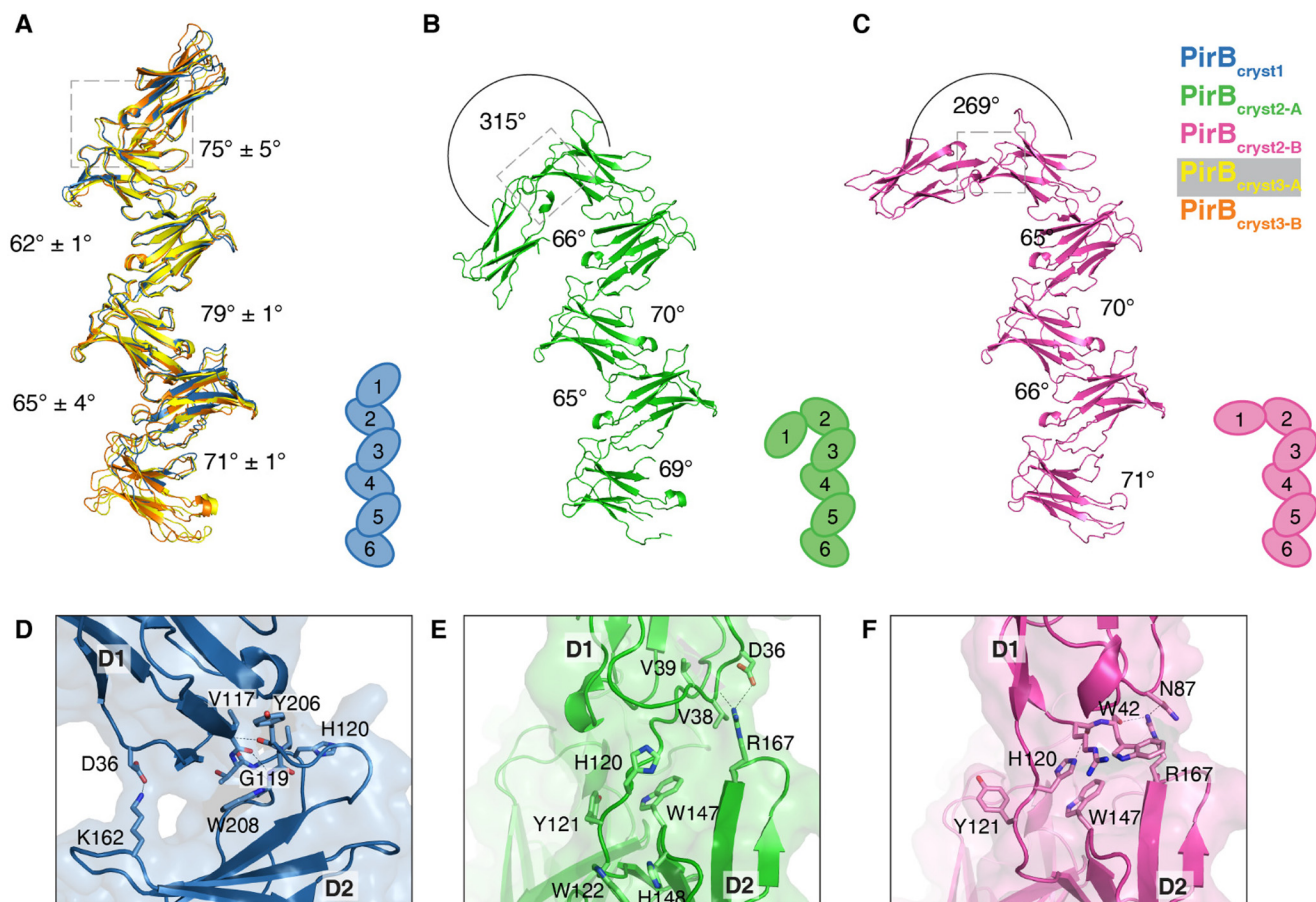 A
75° ± 5°
62° ± 1°
79° ± 1°
65° ± 4°
71° ± 1°
1
2
3
4
5
6
B
315°
66°
70°
65°
69°
1
2
3
4
5
6
C
269°
65°
70°
66°
71°
1
2
3
4
5
6
PirBcryst1
PirBcryst2-A
PirBcryst2-B
PirBcryst3-A
PirBcryst3-B
D
D1
V117
Y206
H120
D36
G119
K162
W208
D2
E
D1
V39
D36
V38
R167
H120
Y121
W147
W122
H148
D2
F
D1
N87
W42
H120
R167
Y121
W147
D2